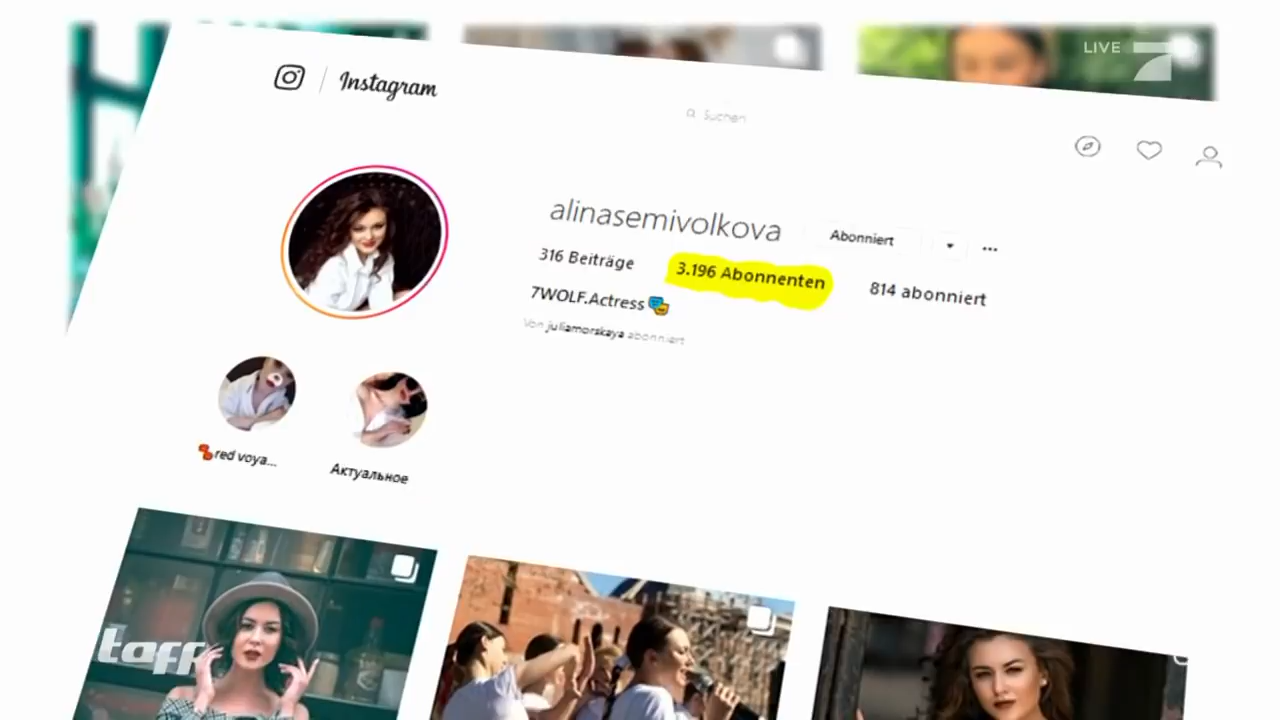 LIVE
Instagram
Suchen
alinasemivolkova
Abonniert
316 Beiträge
3.196 Abonnenten
814 abonniert
7WOLF.Actress
Von juliamorskaya abonniert
red voya...
Актуальное
taff